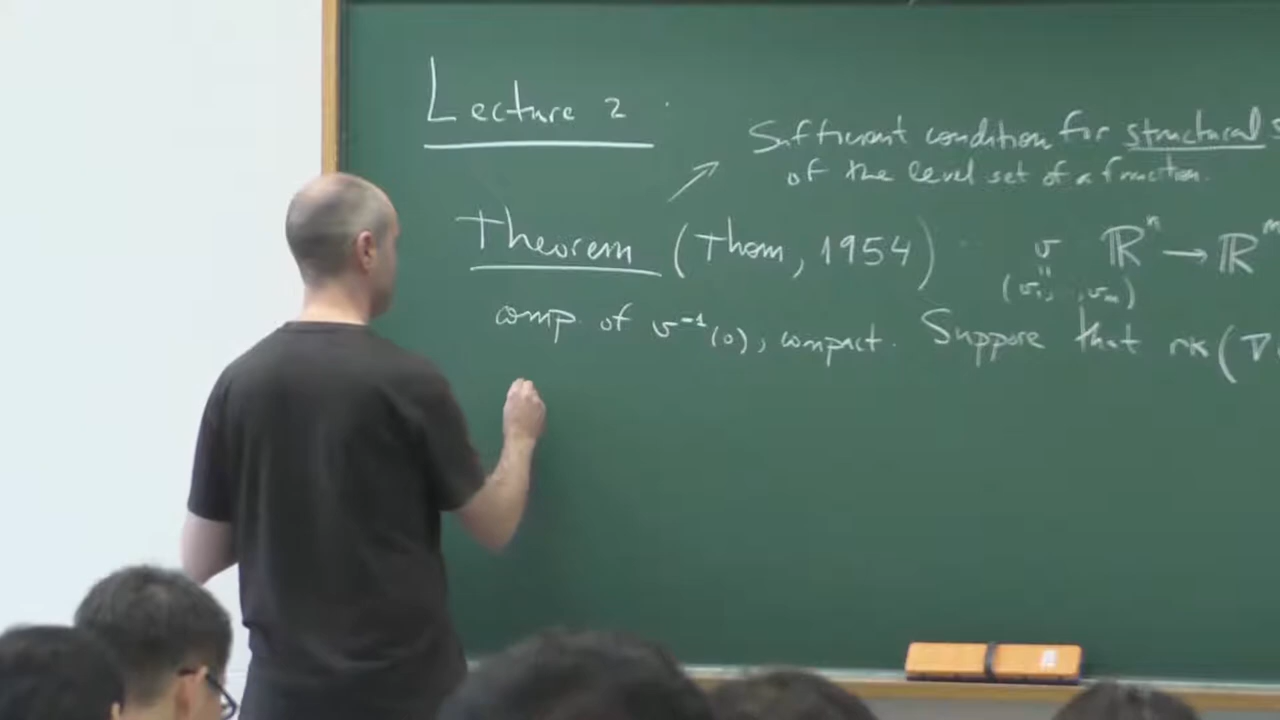 Lecture 2
Sufficient condition for structural
of the level set of a function.
Theorem (Thom, 1954) v ℝⁿ → ℝᵐ
"
(v₁, , vₘ)
comp. of v⁻¹(0), compact. Suppose that rk(∇